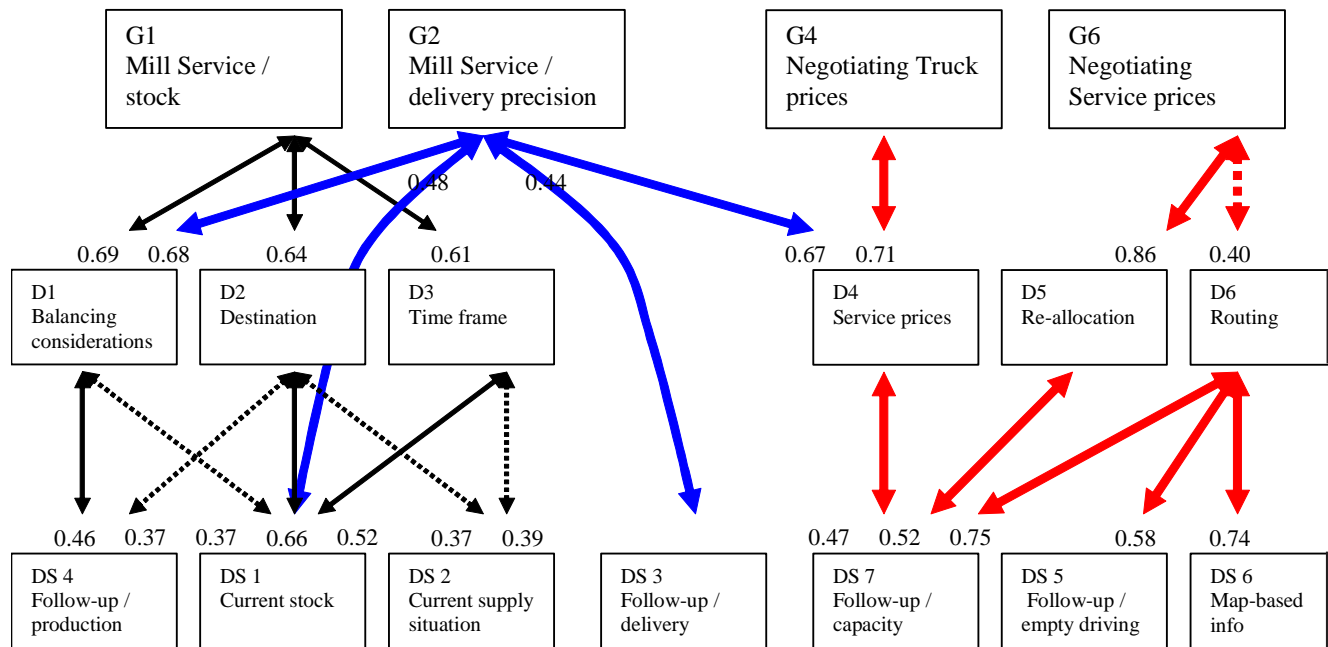 G1
Mill Service /
stock
G2
Mill Service /
delivery precision
G4
Negotiating Truck
prices
G6
Negotiating
Service prices
0.48
0.44
0.69
0.68
0.64
0.61
0.67
0.71
0.86
0.40
D1
Balancing
considerations
D2
Destination
D3
Time frame
D4
Service prices
D5
Re-allocation
D6
Routing
0.46
0.37
0.37
0.66
0.52
0.37
0.39
0.47
0.52
0.75
0.58
0.74
DS 4
Follow-up /
production
DS 1
Current stock
DS 2
Current supply
situation
DS 3
Follow-up /
delivery
DS 7
Follow-up /
capacity
DS 5
Follow-up /
empty driving
DS 6
Map-based
info